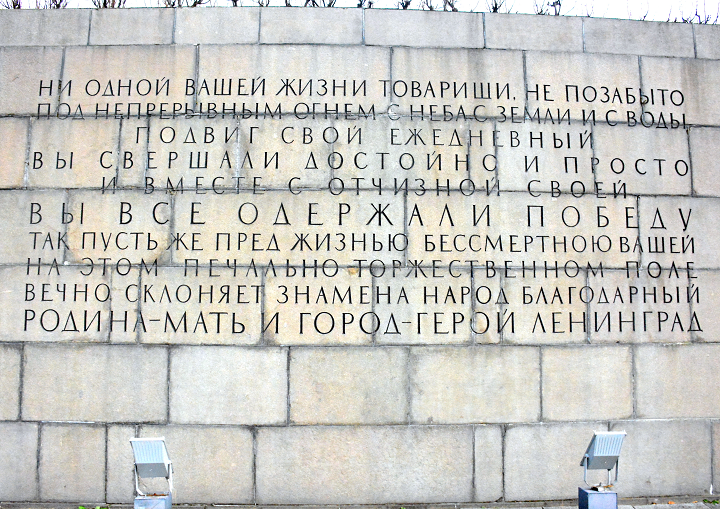 НИ ОДНОЙ ВАШЕЙ ЖИЗНИ ТОВАРИЩИ, НЕ ПОЗАБЫТО
ПОД НЕПРЕРЫВНЫМ ОГНЕМ С НЕБА С ЗЕМЛИ И С ВОДЫ
ПОДВИГ СВОЙ ЕЖЕДНЕВНЫЙ
ВЫ СВЕРШАЛИ ДОСТОЙНО И ПРОСТО
И ВМЕСТЕ С ОТЧИЗНОЙ СВОЕЙ
ВЫ ВСЕ ОДЕРЖАЛИ ПОБЕДУ
ТАК ПУСТЬ ЖЕ ПРЕД ЖИЗНЬЮ БЕССМЕРТНОЮ ВАШЕЙ
НА ЭТОМ ПЕЧАЛЬНО ТОРЖЕСТВЕННОМ ПОЛЕ
ВЕЧНО СКЛОНЯЕТ ЗНАМЕНА НАРОД БЛАГОДАРНЫЙ
РОДИНА-МАТЬ И ГОРОД-ГЕРОЙ ЛЕНИНГРАД